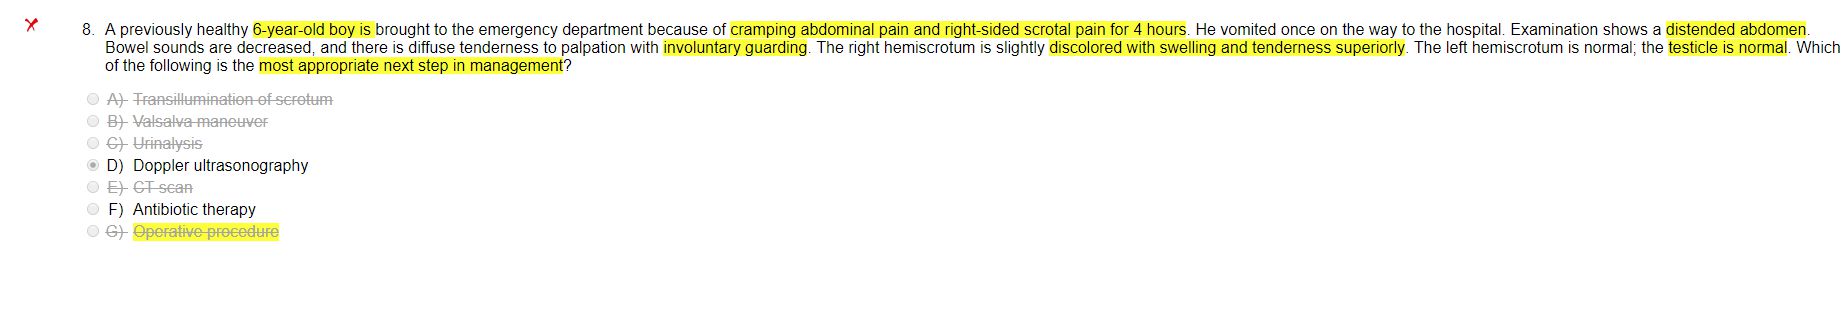 8. A previously healthy 6-year-old boy is brought to the emergency department because of cramping abdominal pain and right-sided scrotal pain for 4 hours. He vomited once on the way to the hospital. Examination shows a distended abdomen.
Bowel sounds are decreased, and there is diffuse tenderness to palpation with involuntary guarding. The right hemiscrotum is slightly discolored with swelling and tenderness superiorly. The left hemiscrotum is normal; the testicle is normal. Which
of the following is the most appropriate next step in management?
A) Transillumination of scrotum
B) Valsalva maneuver
C) Urinalysis
D) Doppler ultrasonography
E) CT scan
F) Antibiotic therapy
G) Operative procedure